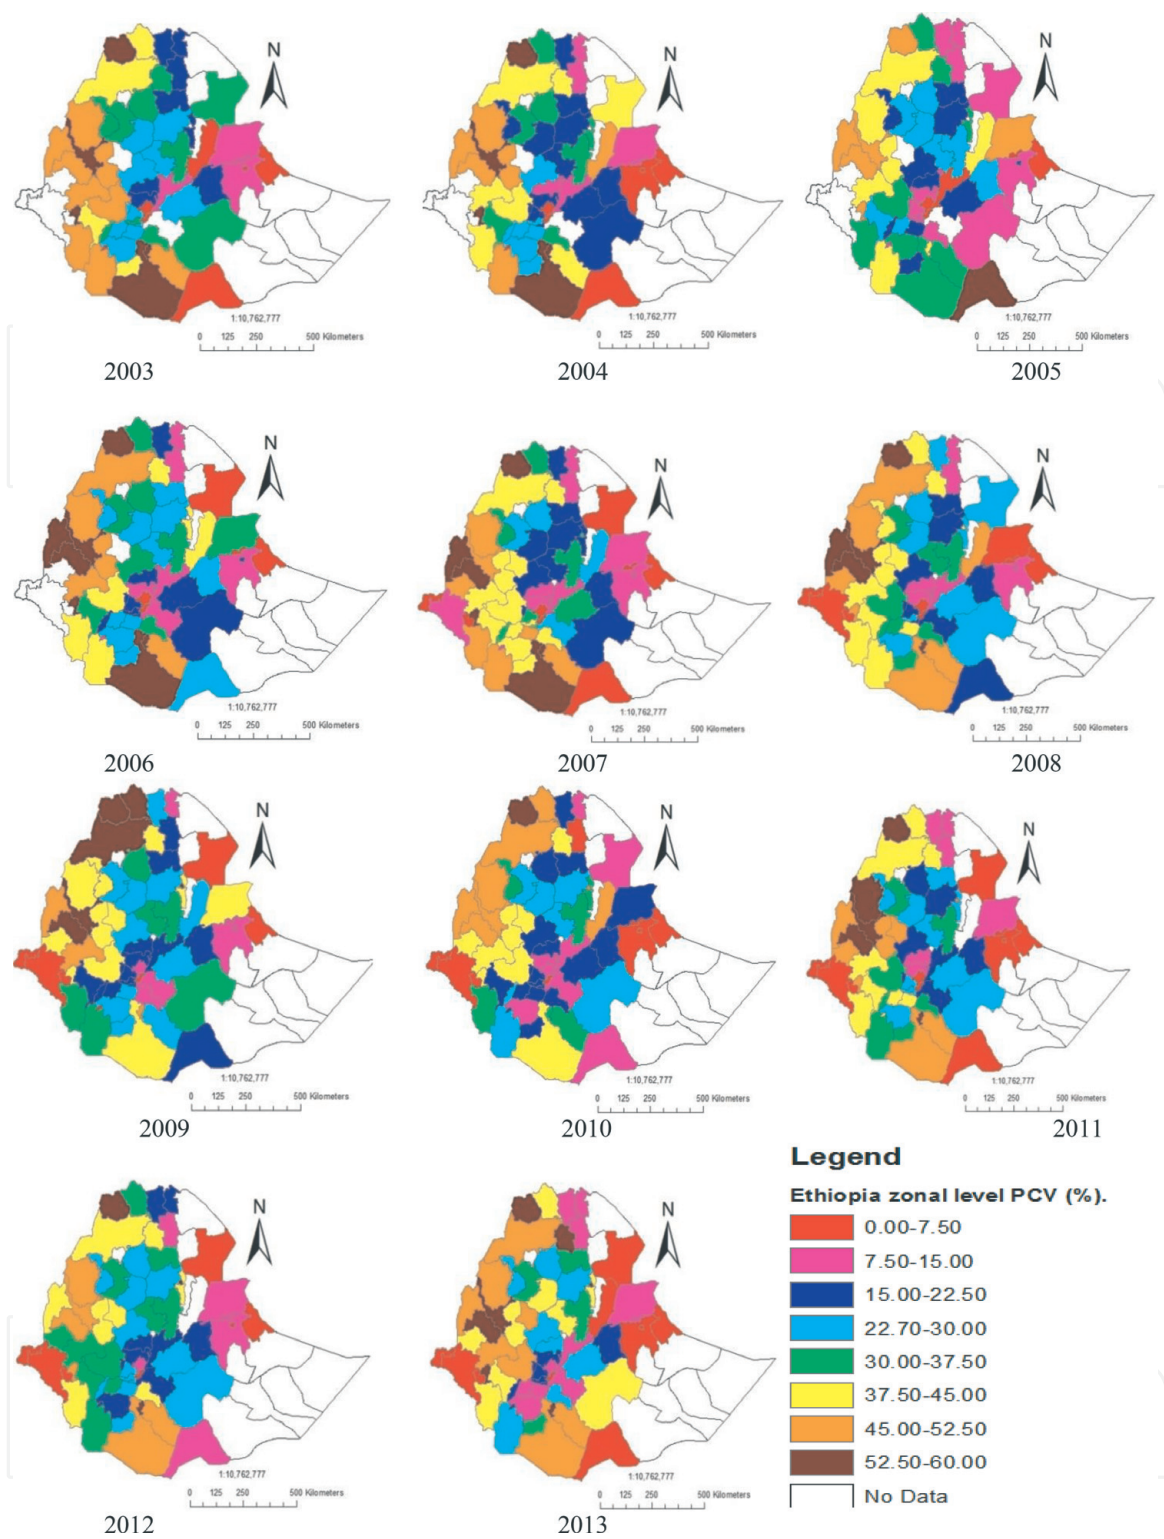 N
N
N
1:10,762,777
0 125 250 500 Kilometers
1:10,762,777
0 125 250 500 Kilometers
1:10,762,777
0 125 250 500 Kilometers
2003
2004
2005
N
N
N
1:10,762,777
0 125 250 500 Kilometers
1:10,762,777
0 125 250 500 Kilometers
1:10,762,777
0 125 250 500 Kilometers
2006
2007
2008
N
N
N
1:10,762,777
0 125 250 500 Kilometers
1:10,762,777
0 125 250 500 Kilometers
1:10,762,777
0 125 250 500 Kilometers
2009
2010
2011
N
N
1:10,762,777
0 125 250 500 Kilometers
1:10,762,777
0 125 250 500 Kilometers
2012
2013
Legend
Ethiopia zonal level PCV (%).
0.00-7.50
7.50-15.00
15.00-22.50
22.70-30.00
30.00-37.50
37.50-45.00
45.00-52.50
52.50-60.00
No Data